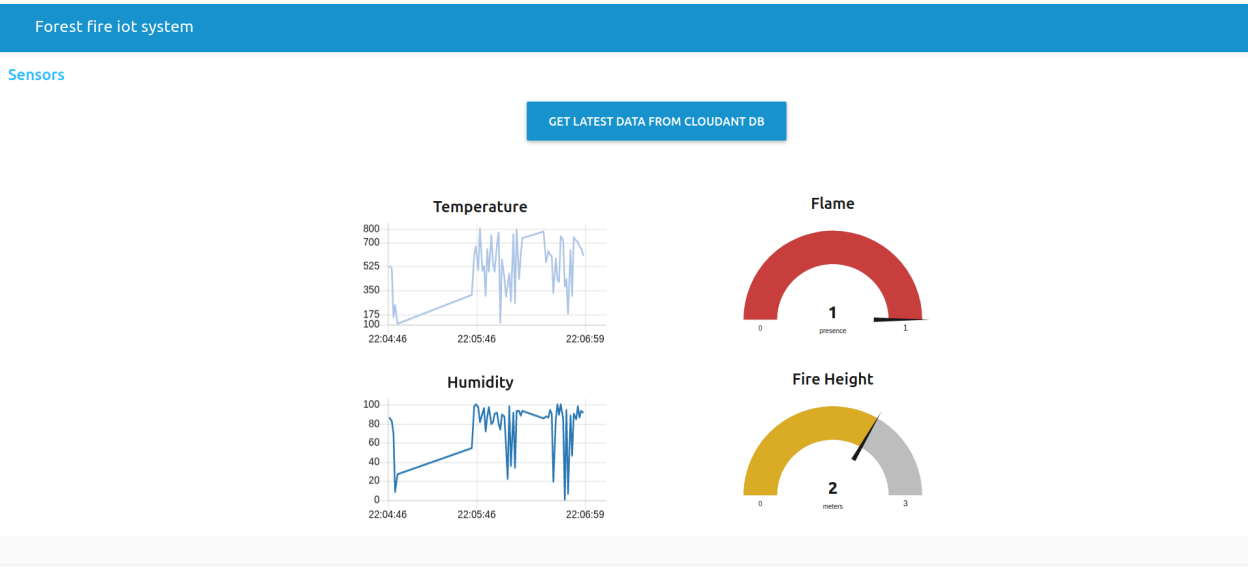 Forest fire iot system
Sensors
GET LATEST DATA FROM CLOUDANT DB
Temperature
800
700
525
350
175
100
22:04:46 22:05:46 22:06:59
Flame
1
presence
0 1
Humidity
100
80
60
40
20
0
22:04:46 22:05:46 22:06:59
Fire Height
2
meters
0 3